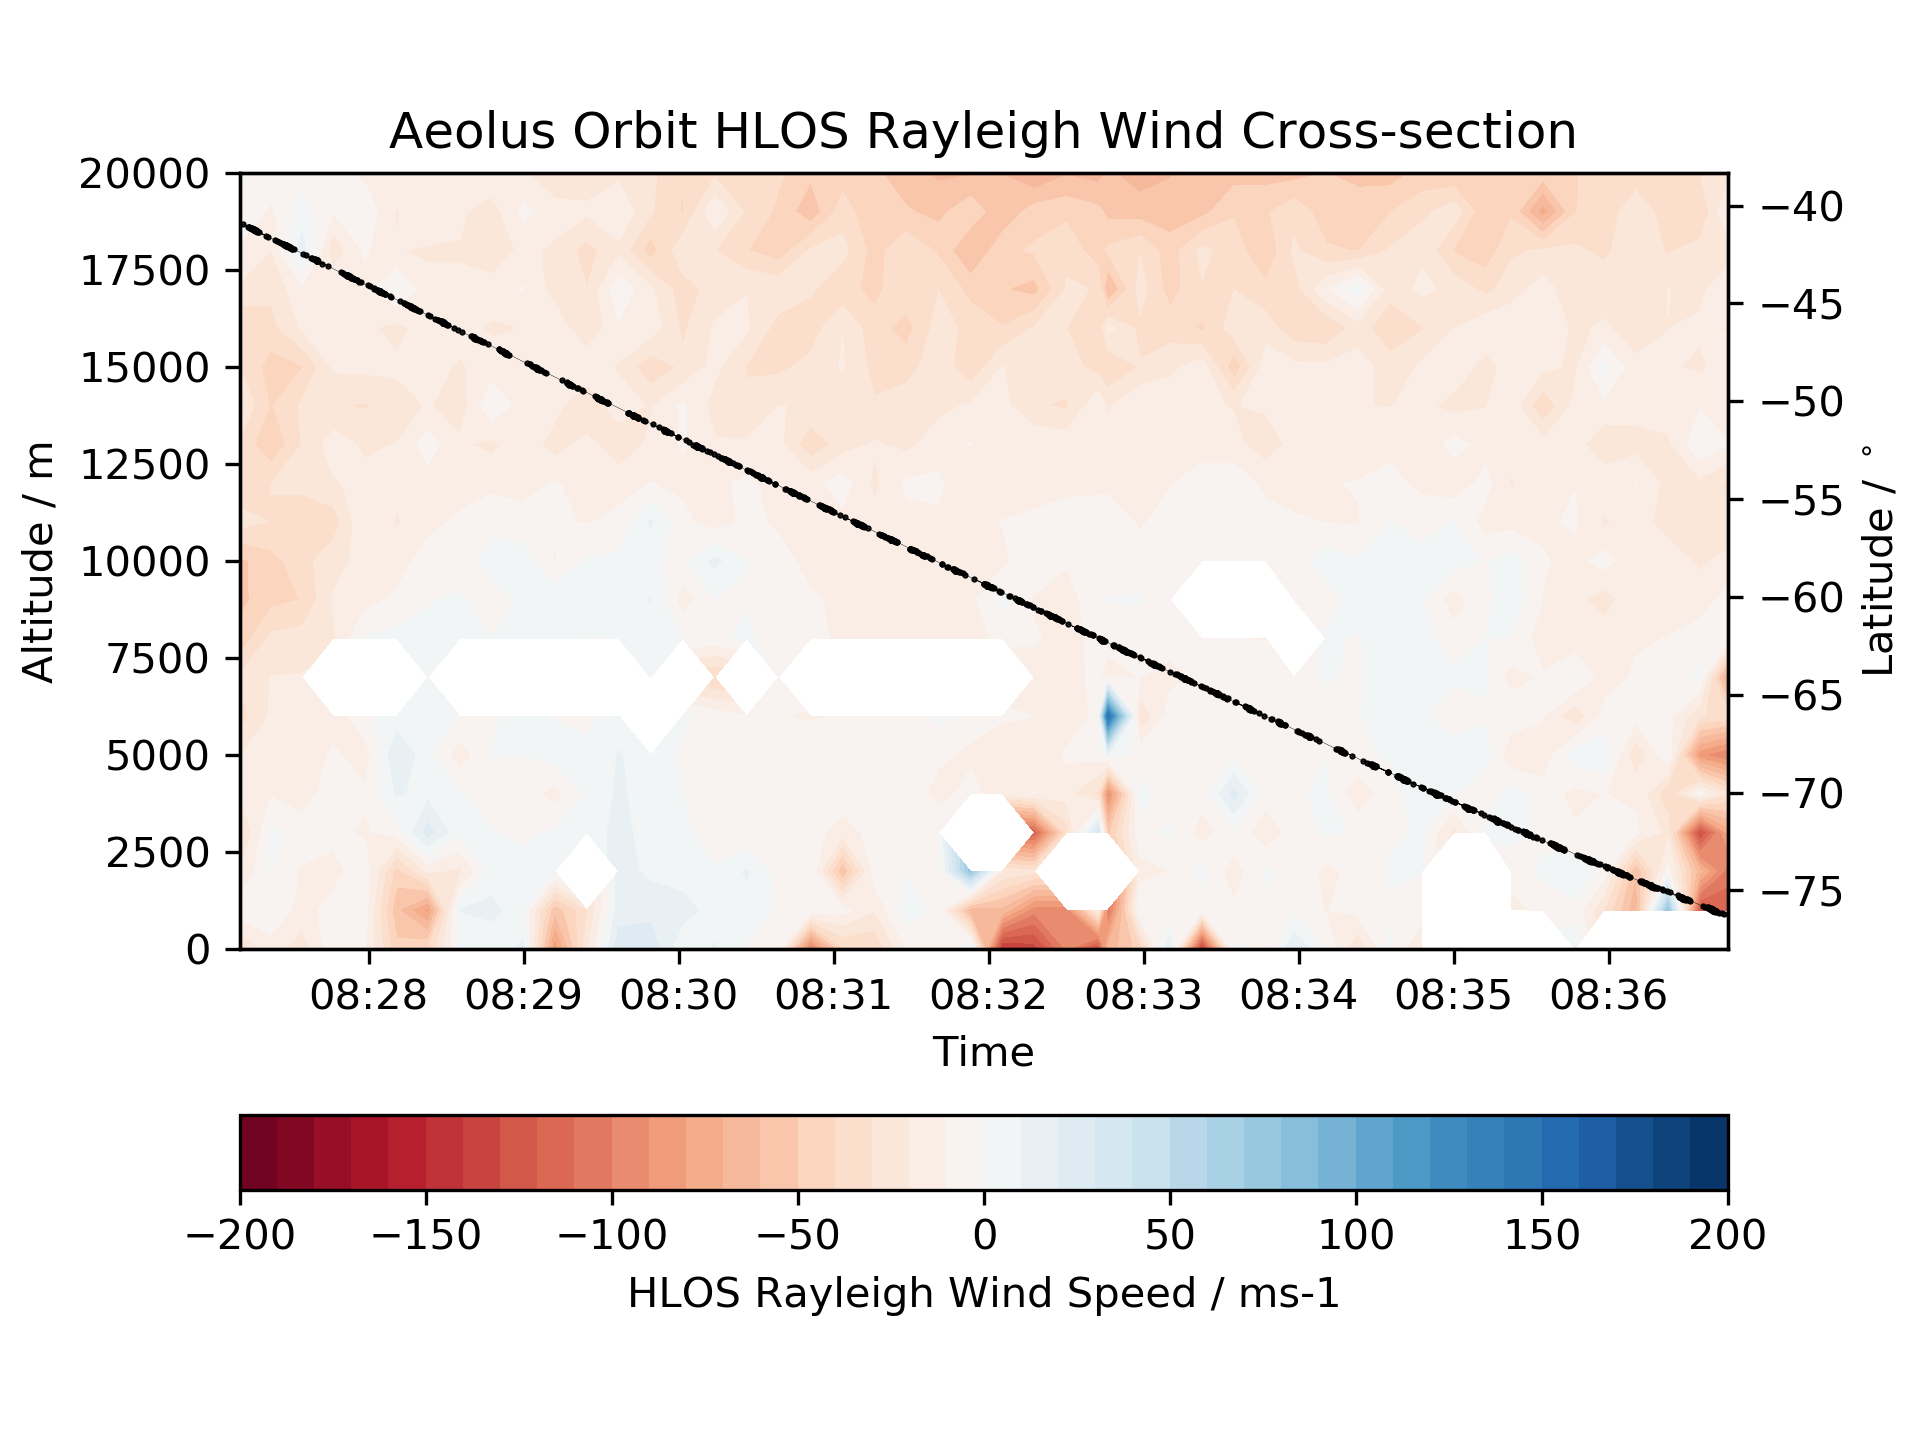 Aeolus Orbit HLOS Rayleigh Wind Cross-section
20000
17500
15000
12500
10000
7500
5000
2500
0
Altitude / m
−40
−45
−50
−55
−60
−65
−70
−75
Latitude / °
08:28 08:29 08:30 08:31 08:32 08:33 08:34 08:35 08:36
Time
−200 −150 −100 −50 0 50 100 150 200
HLOS Rayleigh Wind Speed / ms-1